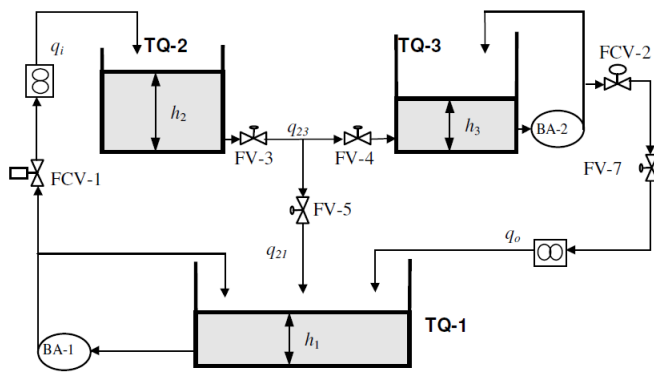 TQ-2
TQ-3
q_i
FCV-2
h_2
q_23
h_3
BA-2
FV-3
FV-4
FCV-1
FV-7
FV-5
q_21
q_o
TQ-1
h_1
BA-1